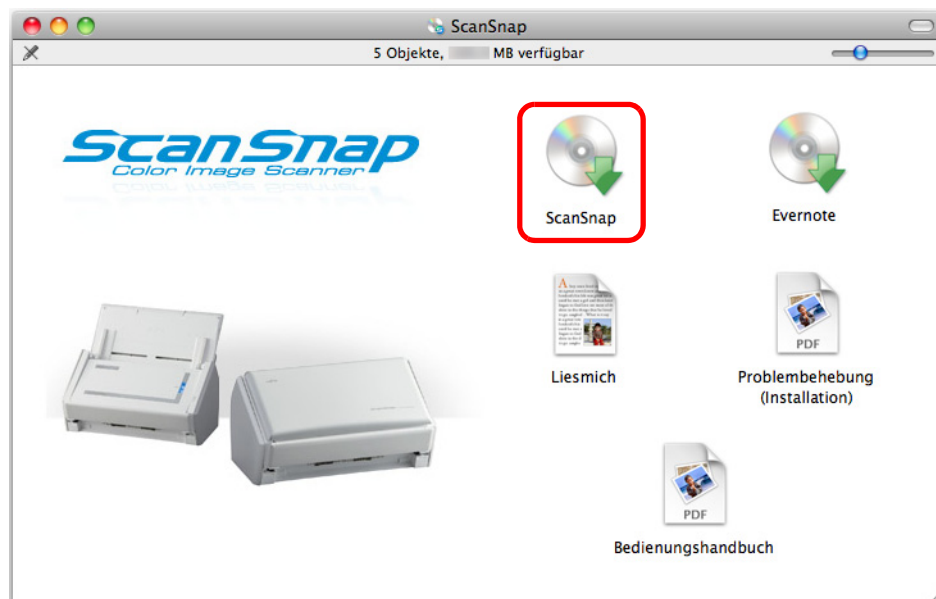 ScanSnap
5 Objekte, MB verfügbar
ScanSnap
Color Image Scanner
ScanSnap
Evernote
Liesmich
PDF
Problembehebung
(Installation)
PDF
Bedienungshandbuch